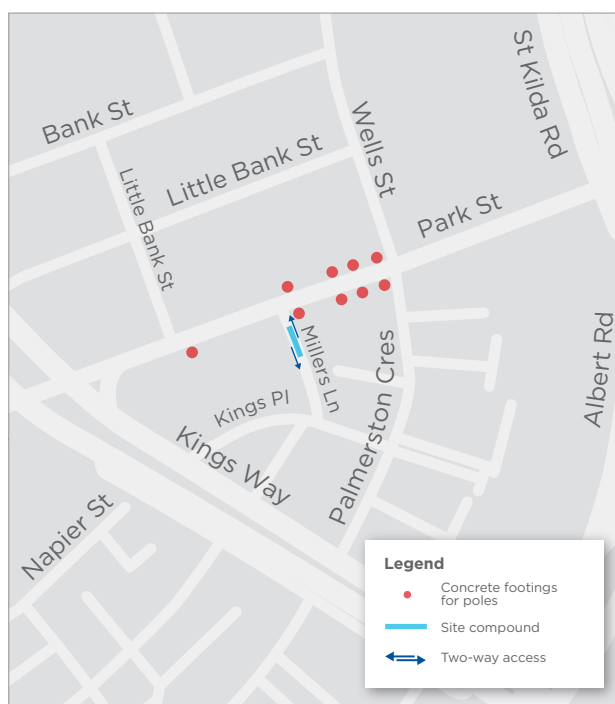 St Kilda Rd
Bank St
Wells St
Little Bank St
Little Bank St
Park St
Millers Ln
Albert Rd
Kings Pl
Palmerston Cres
Kings Way
Napier St
Legend
Concrete footings
for poles
Site compound
Two-way access